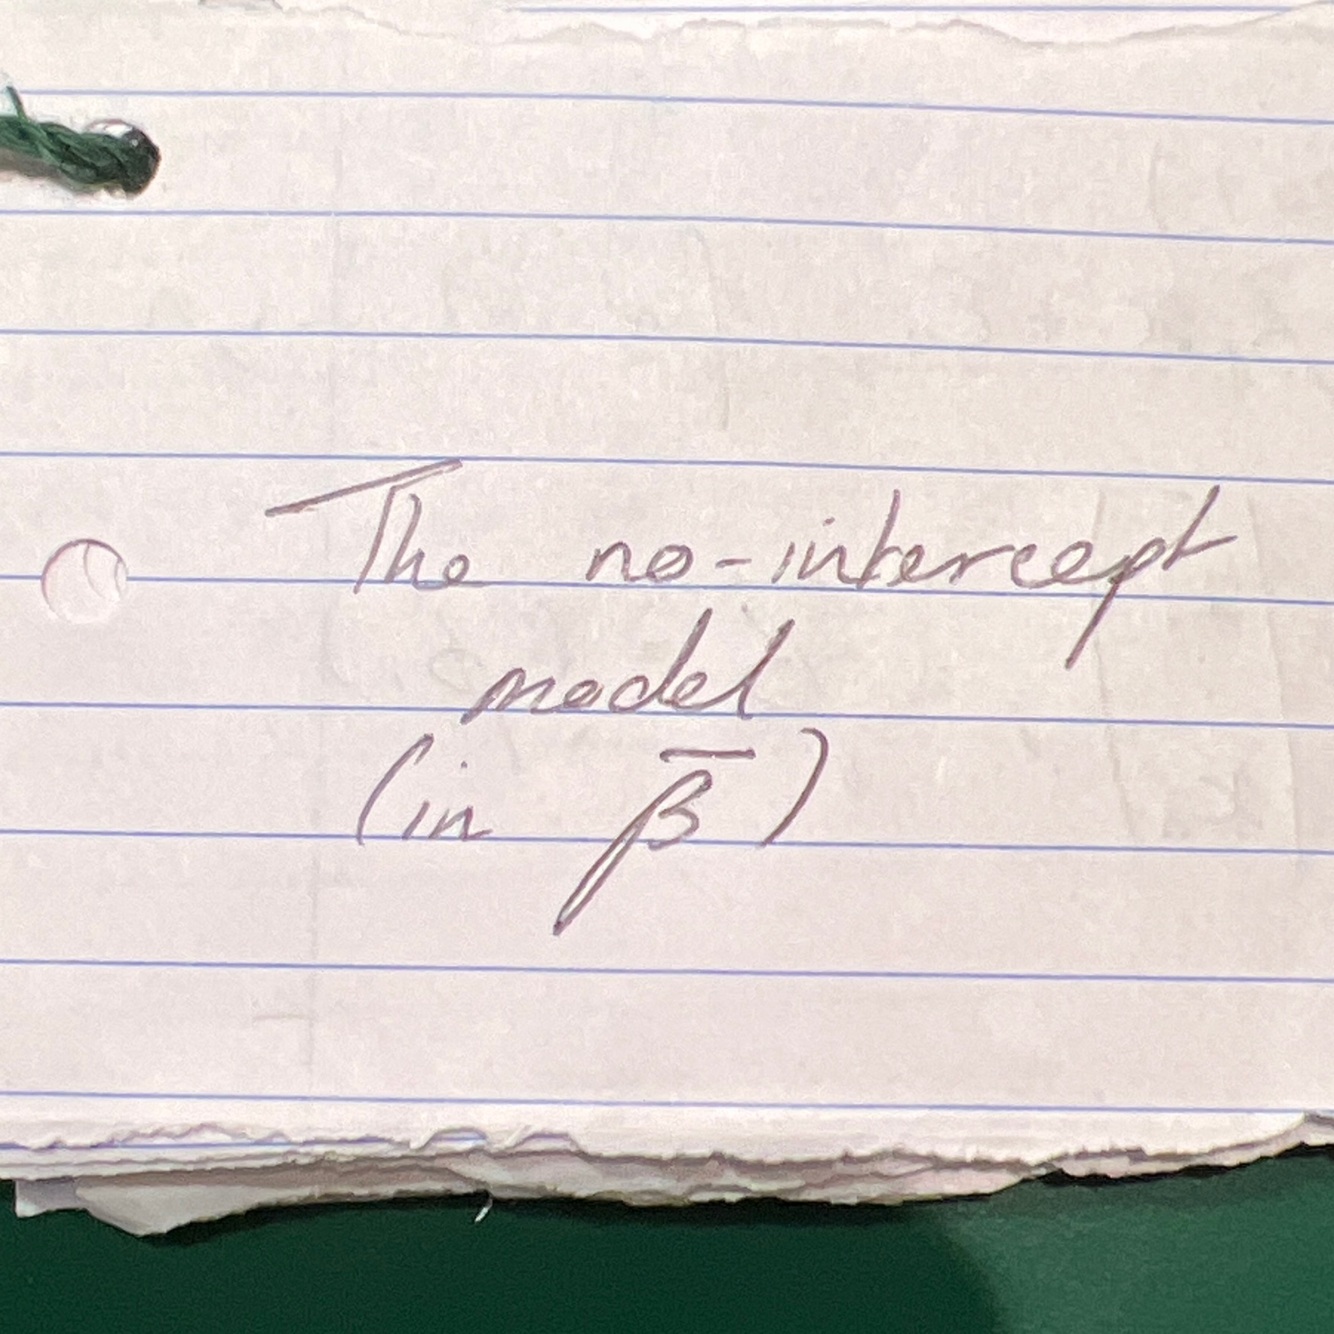 The no-intercept
model
(in β̅)